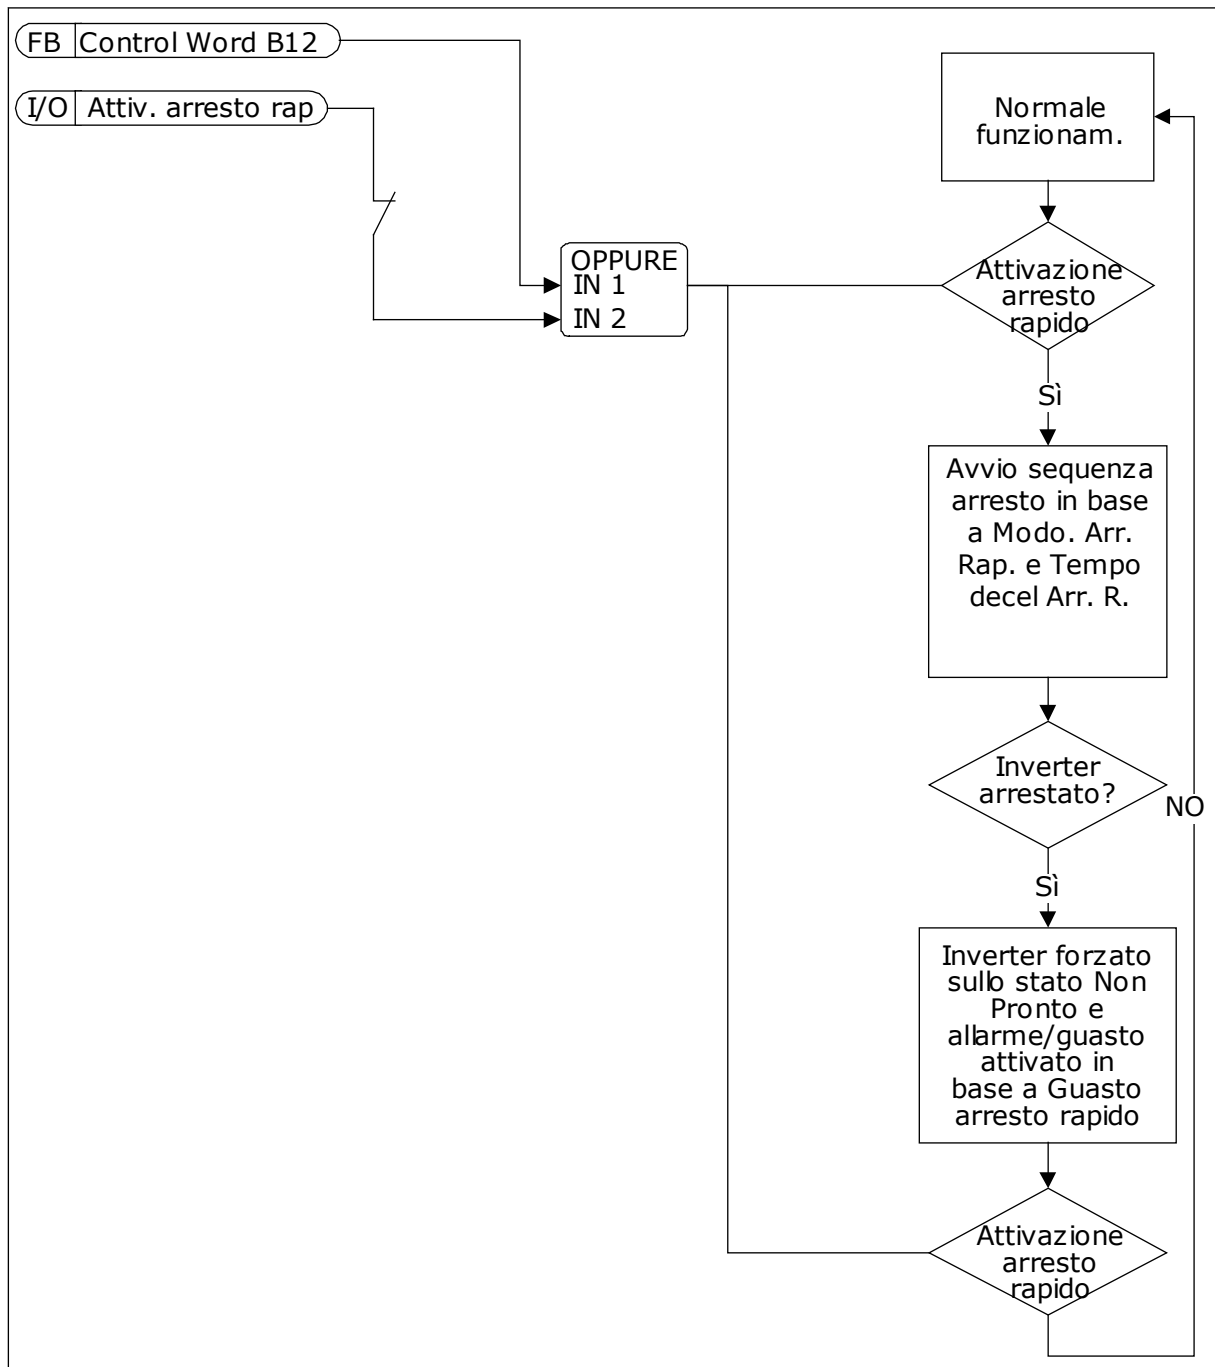 FB Control Word B12
I/O Attiv. arresto rap
OPPURE
IN 1
IN 2
Normale
funzionam.
Attivazione
arresto
rapido
Sì
Avvio sequenza
arresto in base
a Modo. Arr.
Rap. e Tempo
decel Arr. R.
Inverter
arrestato?
NO
Sì
Inverter forzato
sullo stato Non
Pronto e
allarme/guasto
attivato in
base a Guasto
arresto rapido
Attivazione
arresto
rapido